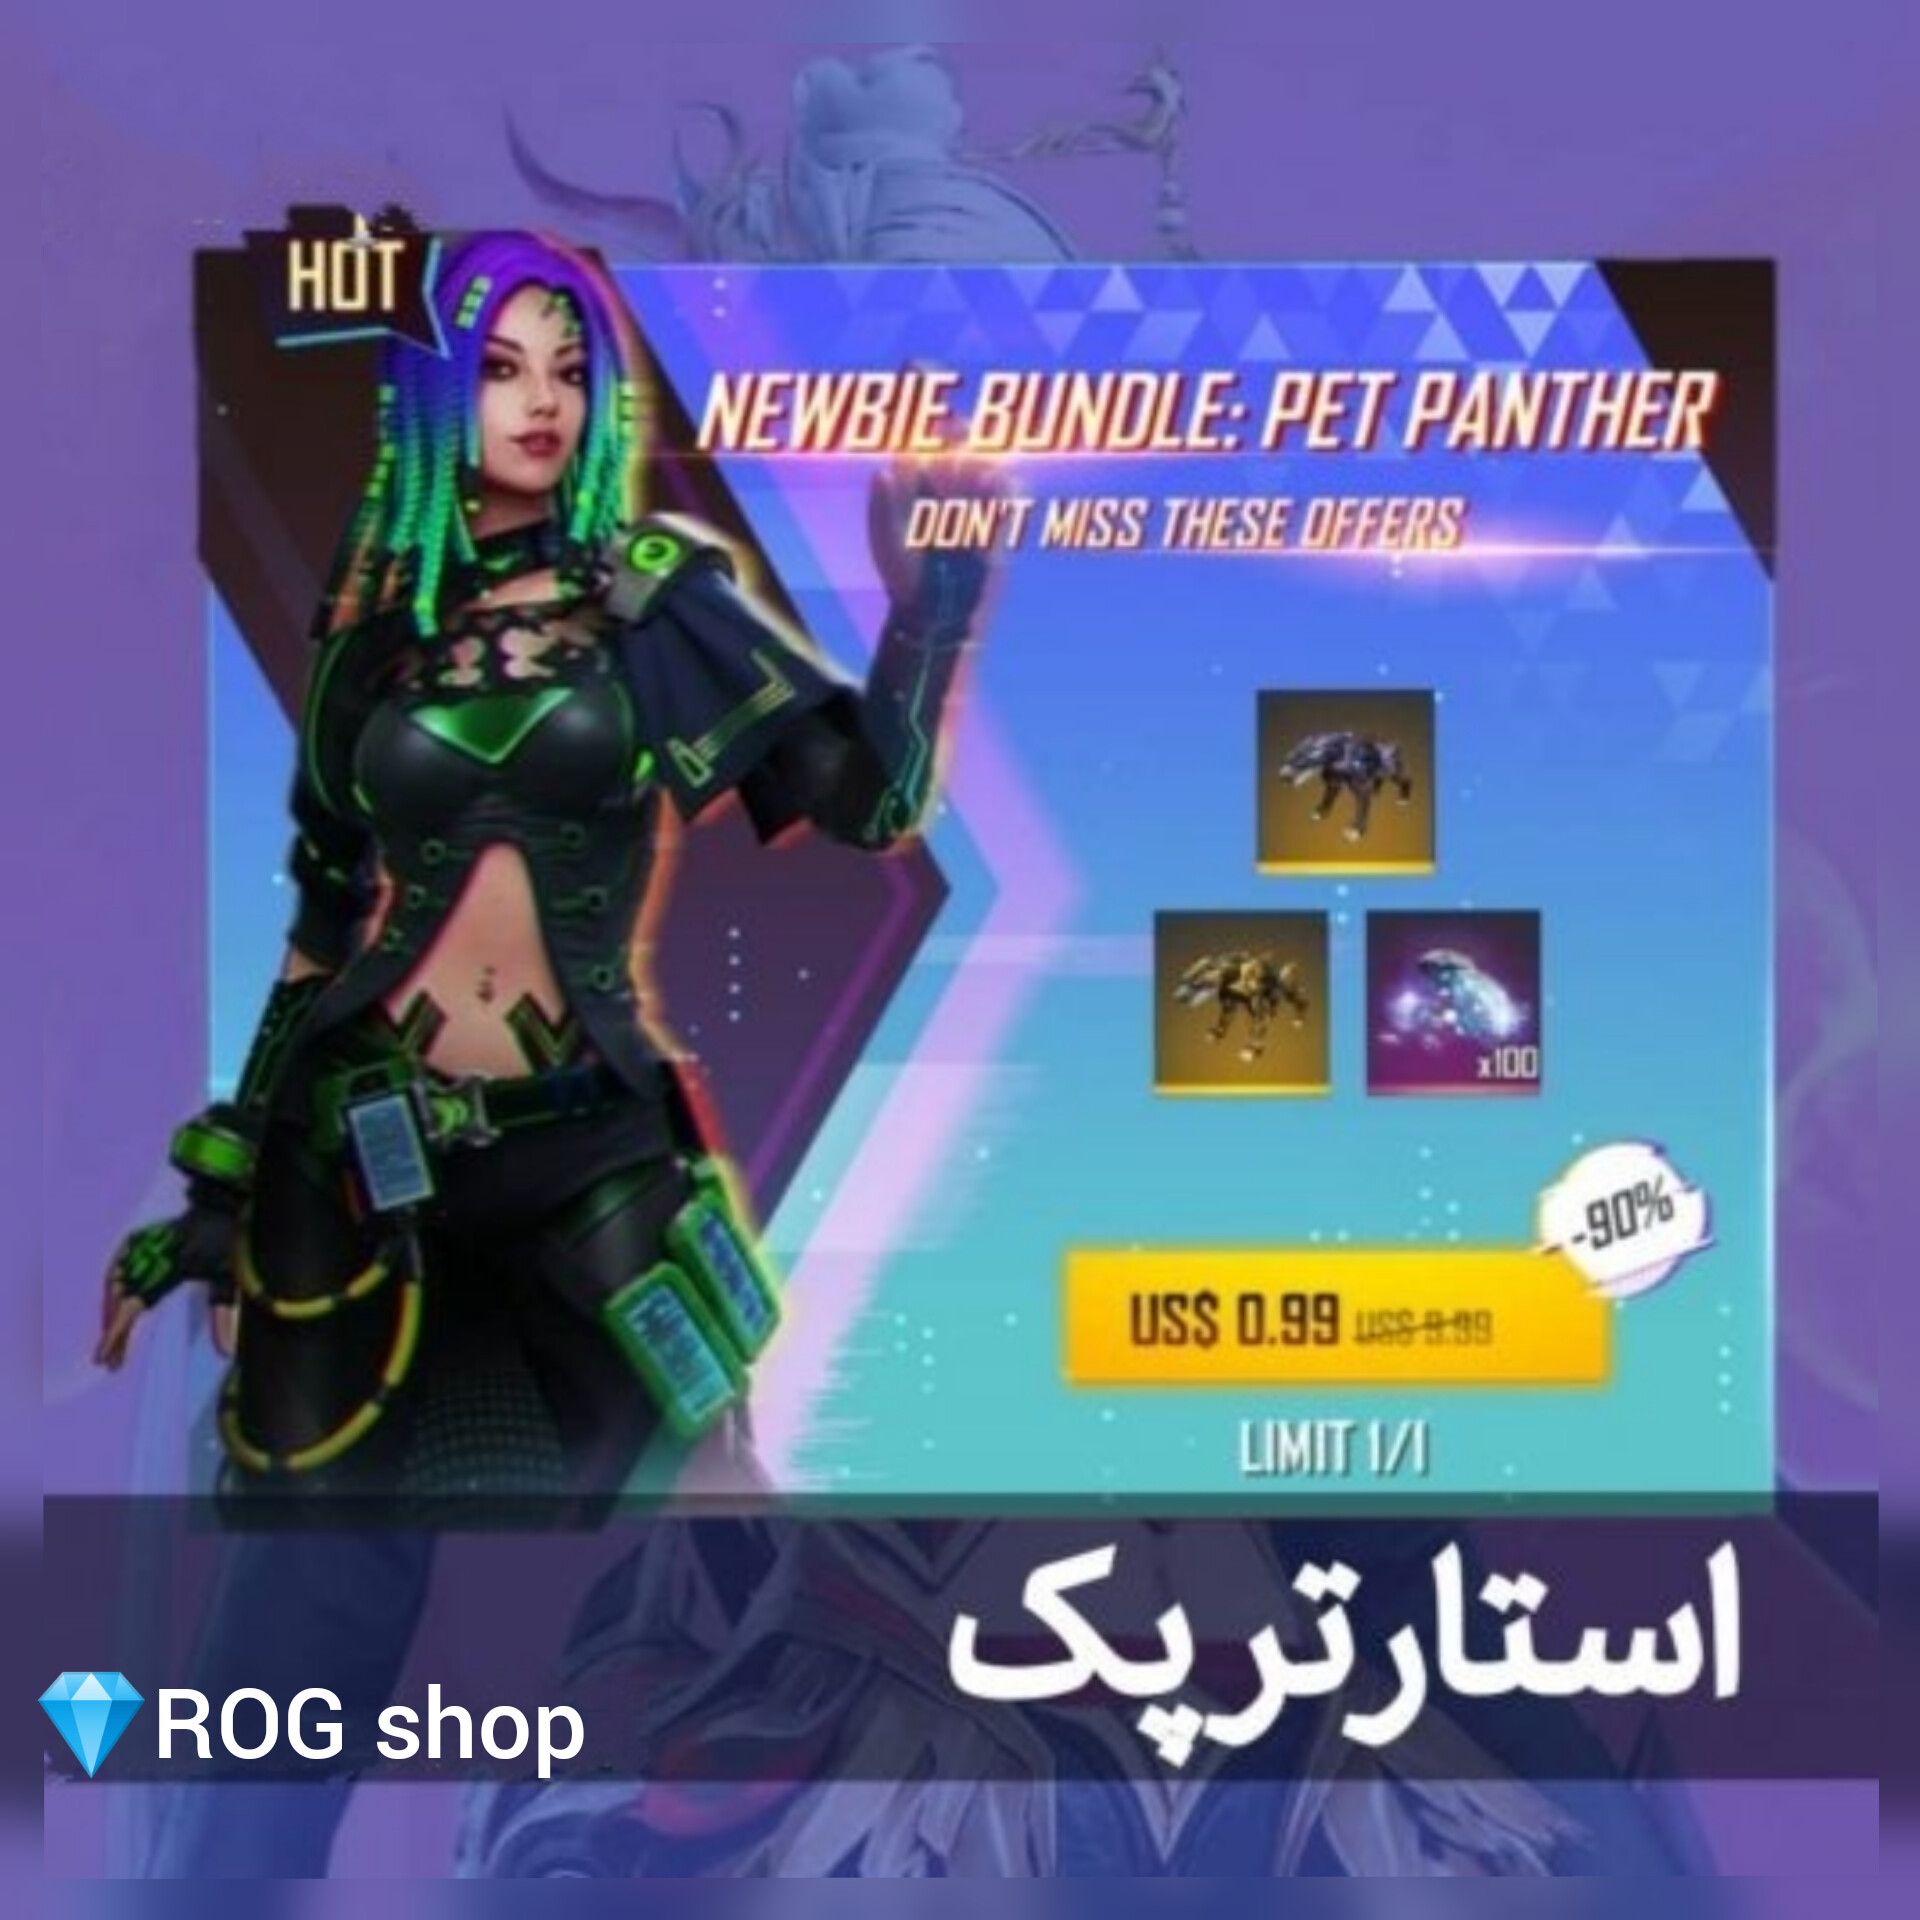 HOT
NEWBIE BUNDLE: PET PANTHER
DON'T MISS THESE OFFERS
x100
-90%
US$ 0.99 US$ 9.99
LIMIT 1/1
استارترپک
💎ROG shop